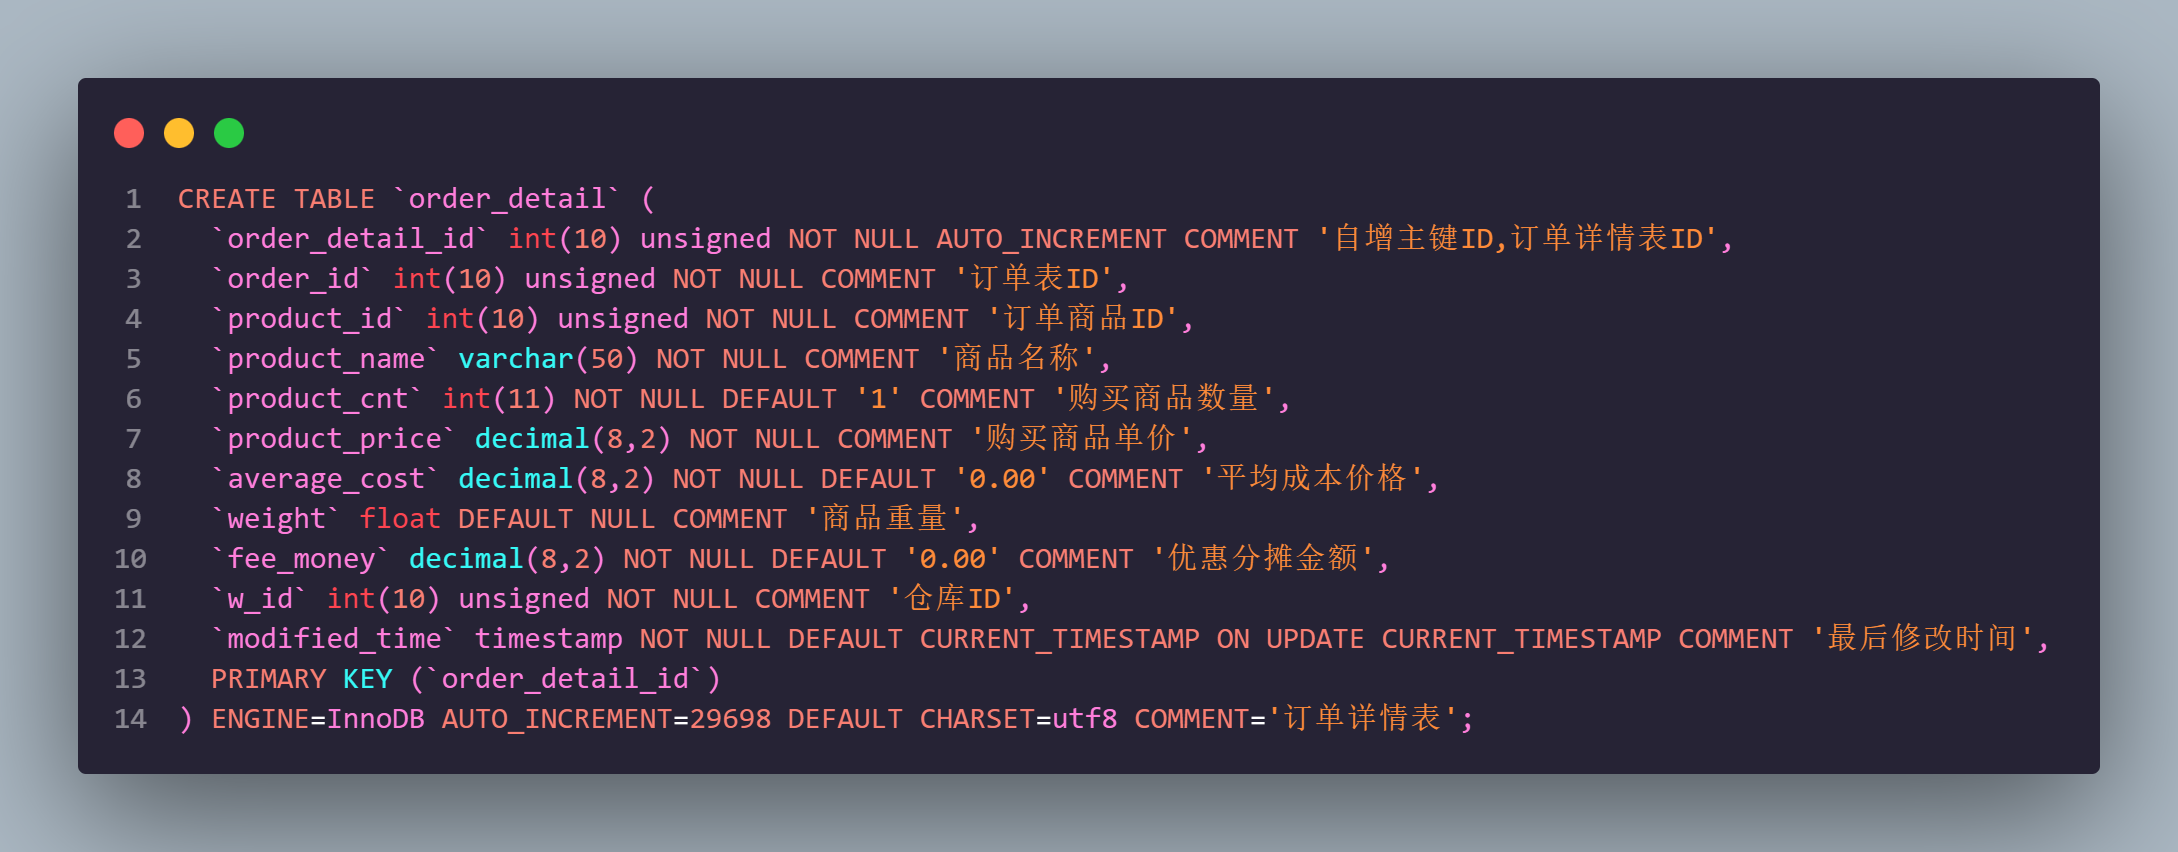 1 CREATE TABLE `order_detail` (
2 `order_detail_id` int(10) unsigned NOT NULL AUTO_INCREMENT COMMENT '自增主键ID,订单详情表ID',
3 `order_id` int(10) unsigned NOT NULL COMMENT '订单表ID',
4 `product_id` int(10) unsigned NOT NULL COMMENT '订单商品ID',
5 `product_name` varchar(50) NOT NULL COMMENT '商品名称',
6 `product_cnt` int(11) NOT NULL DEFAULT '1' COMMENT '购买商品数量',
7 `product_price` decimal(8,2) NOT NULL COMMENT '购买商品单价',
8 `average_cost` decimal(8,2) NOT NULL DEFAULT '0.00' COMMENT '平均成本价格',
9 `weight` float DEFAULT NULL COMMENT '商品重量',
10 `fee_money` decimal(8,2) NOT NULL DEFAULT '0.00' COMMENT '优惠分摊金额',
11 `w_id` int(10) unsigned NOT NULL COMMENT '仓库ID',
12 `modified_time` timestamp NOT NULL DEFAULT CURRENT_TIMESTAMP ON UPDATE CURRENT_TIMESTAMP COMMENT '最后修改时间',
13 PRIMARY KEY (`order_detail_id`)
14 ) ENGINE=InnoDB AUTO_INCREMENT=29698 DEFAULT CHARSET=utf8 COMMENT='订单详情表';